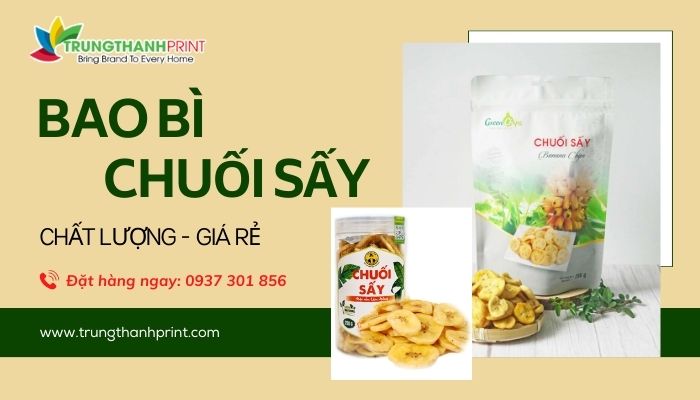 TRUNGTHANHPRINT
Bring Brand To Every Home
BAO BÌ
CHUỐI SẤY
CHẤT LƯỢNG - GIÁ RẺ
Đặt hàng ngay: 0937 301 856
www.trungthanhprint.com
CHUỐI
SẤY
Green Chips
CHUỐI SẤY
Banana Chips